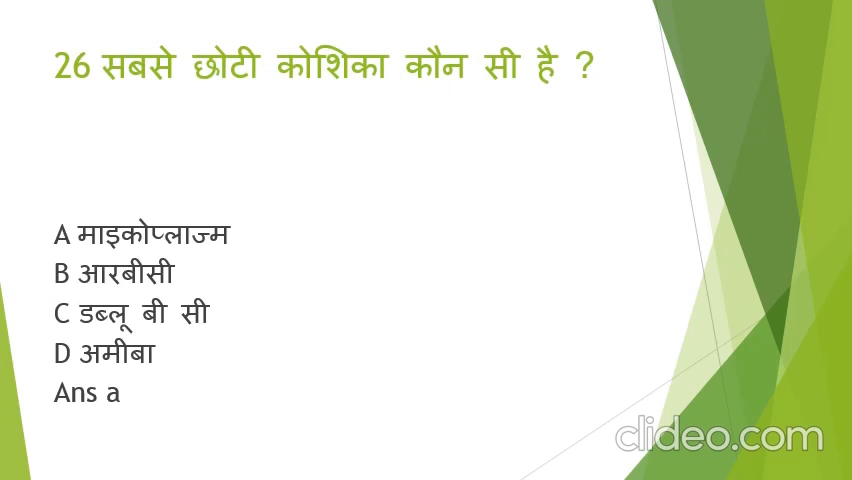 26 सबसे छोटी कोशिका कौन सी है ?
A माइकोप्लाज्म
B आरबीसी
C डब्लू बी सी
D अमीबा
Ans a
clideo.com